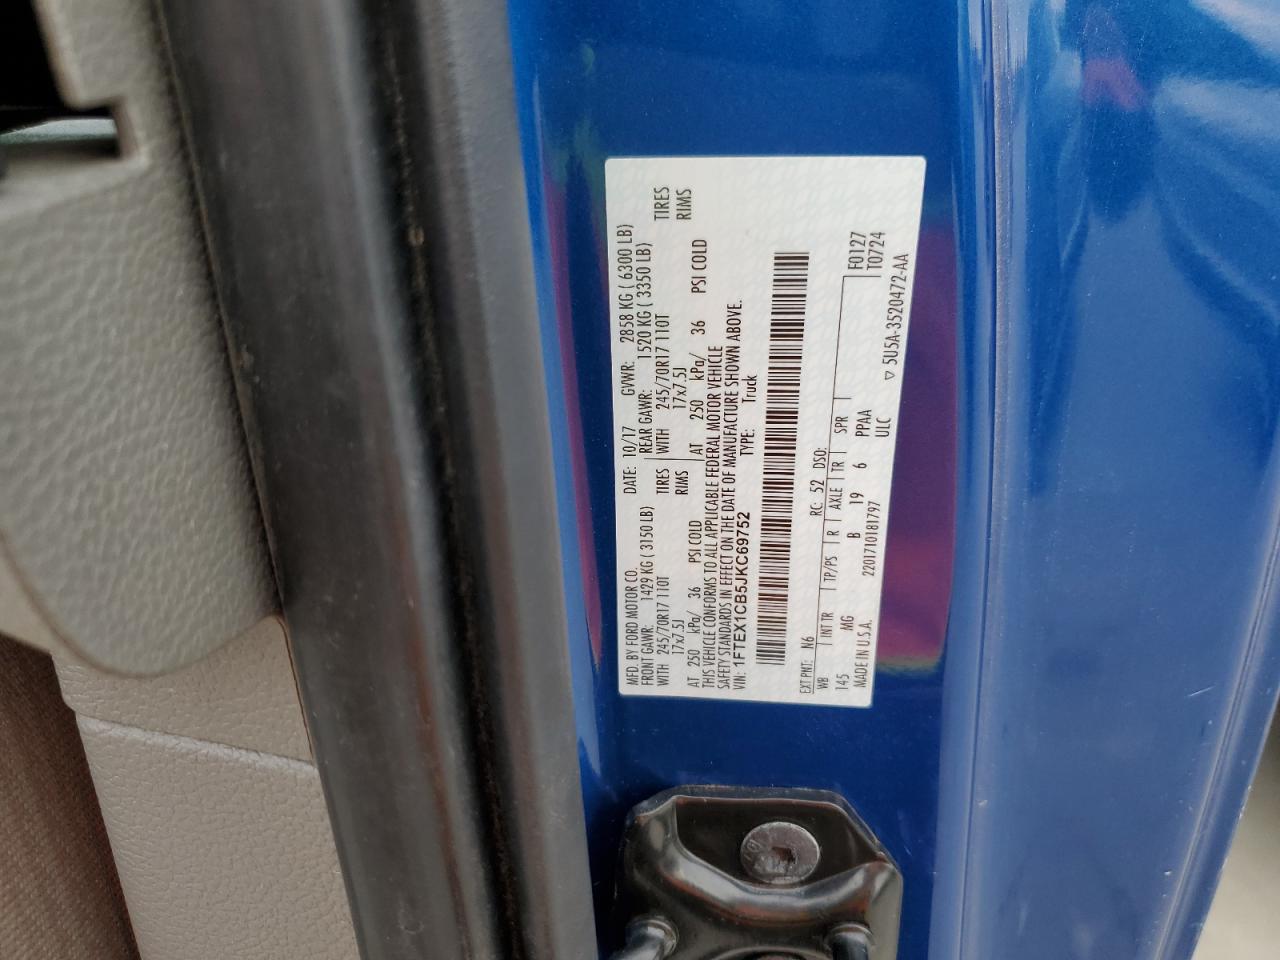 MFD. BY FORD MOTOR CO. DATE: 10/17 GVWR: 2858 KG ( 6300 LB)
FRONT GAWR: 1429 KG ( 3150 LB) REAR GAWR: 1520 KG ( 3350 LB)
WITH 245/70R17 110T TIRES WITH 245/70R17 110T TIRES
17x7.5J RIMS 17x7.5J RIMS
AT 250 kPa/ 36 PSI COLD AT 250 kPa/ 36 PSI COLD
THIS VEHICLE CONFORMS TO ALL APPLICABLE FEDERAL MOTOR VEHICLE
SAFETY STANDARDS IN EFFECT ON THE DATE OF MANUFACTURE SHOWN ABOVE.
VIN: 1FTEX1CB5JKC69752 TYPE: Truck
EXT PNT: N6 RC: 52 DSO:
WB INT TR TP/PS R AXLE TR SPR F0127
145 MG B 19 6 PPAA T0724
MADE IN U.S.A. 2201710181797 ULC ▽ 5U5A-3520472-AA